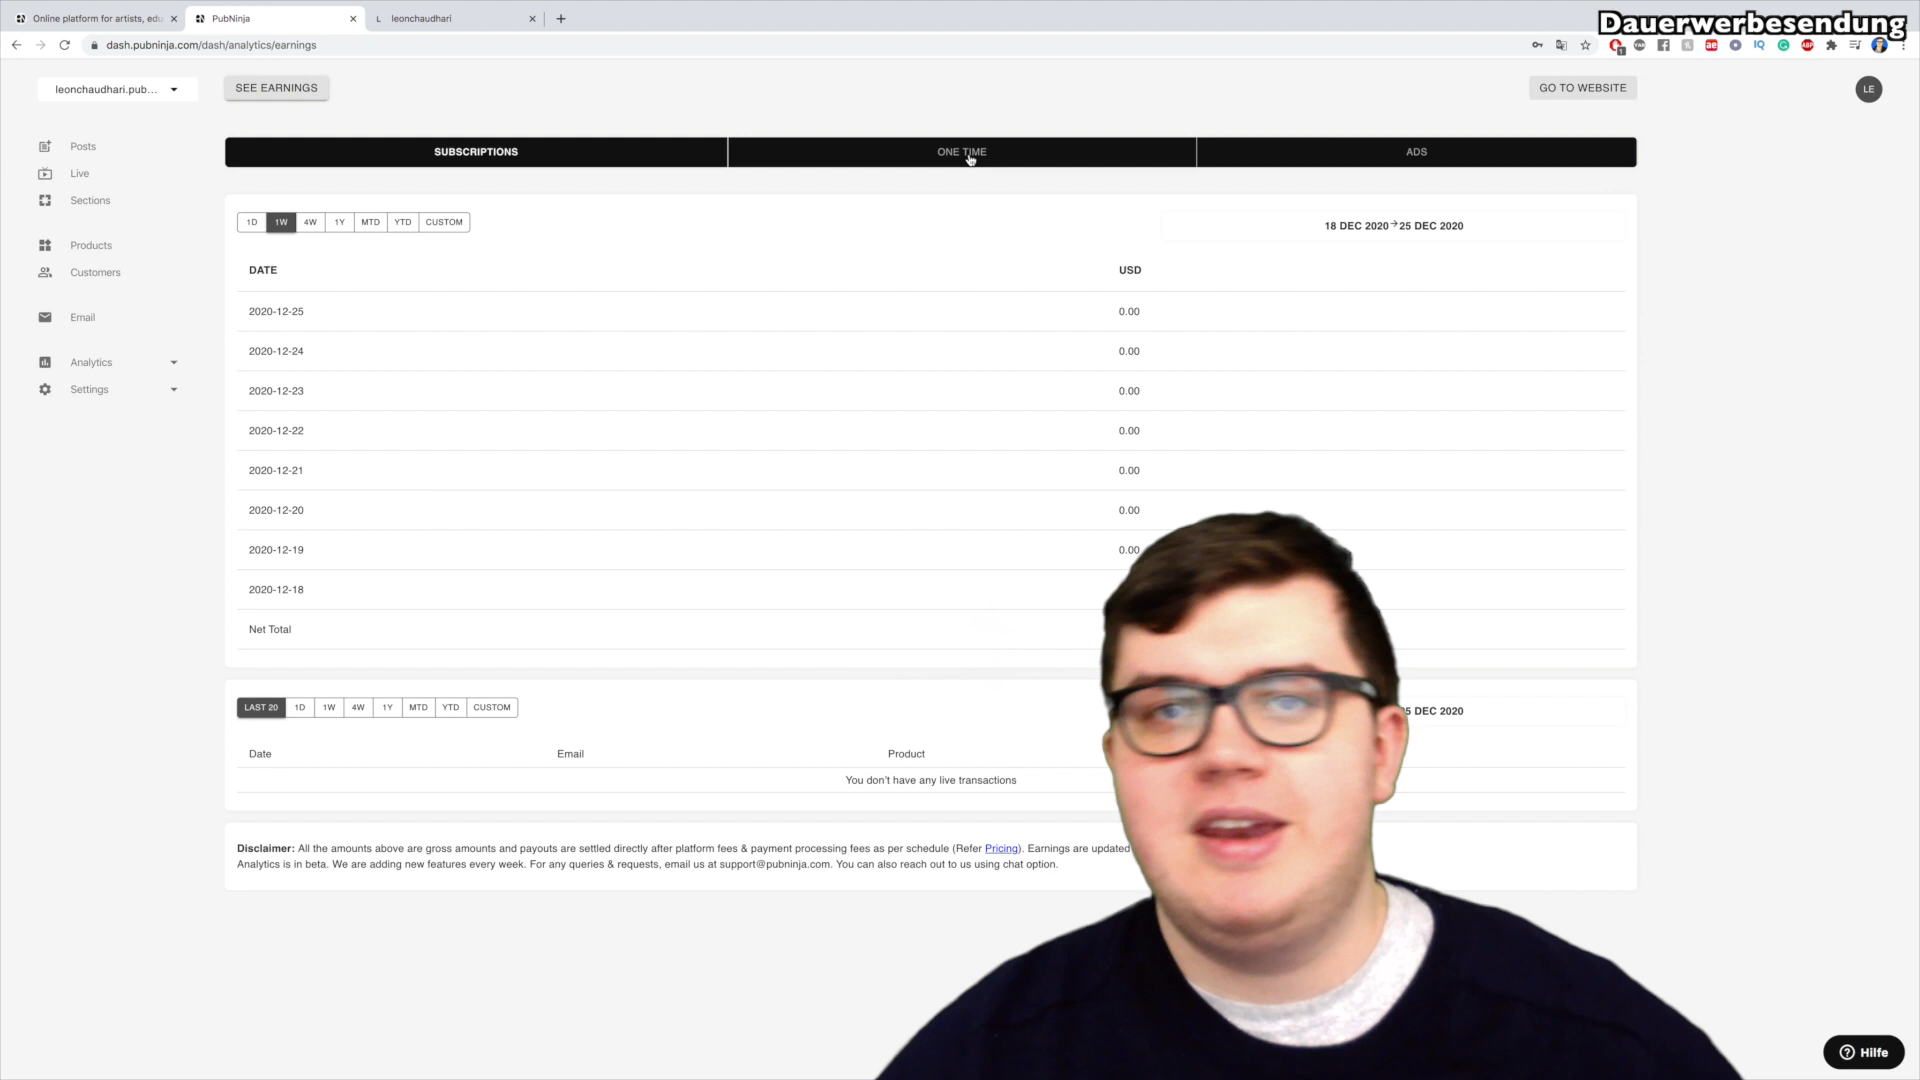 Online platform for artists, edu
PubNinja
leonchaudhari
Dauerwerbesendung
dash.pubninja.com/dash/analytics/earnings
leonchaudhari.pub...
SEE EARNINGS
GO TO WEBSITE
LE
SUBSCRIPTIONS
ONE TIME
ADS
Posts
Live
Sections
Products
Customers
Email
Analytics
Settings
1D 1W 4W 1Y MTD YTD CUSTOM
18 DEC 2020 → 25 DEC 2020
DATE USD
2020-12-25 0.00
2020-12-24 0.00
2020-12-23 0.00
2020-12-22 0.00
2020-12-21 0.00
2020-12-20 0.00
2020-12-19 0.00
2020-12-18
Net Total
LAST 20 1D 1W 4W 1Y MTD YTD CUSTOM
5 DEC 2020
Date Email Product
You don't have any live transactions
Disclaimer: All the amounts above are gross amounts and payouts are settled directly after platform fees & payment processing fees as per schedule (Refer Pricing). Earnings are updated
Analytics is in beta. We are adding new features every week. For any queries & requests, email us at support@pubninja.com. You can also reach out to us using chat option.
Hilfe